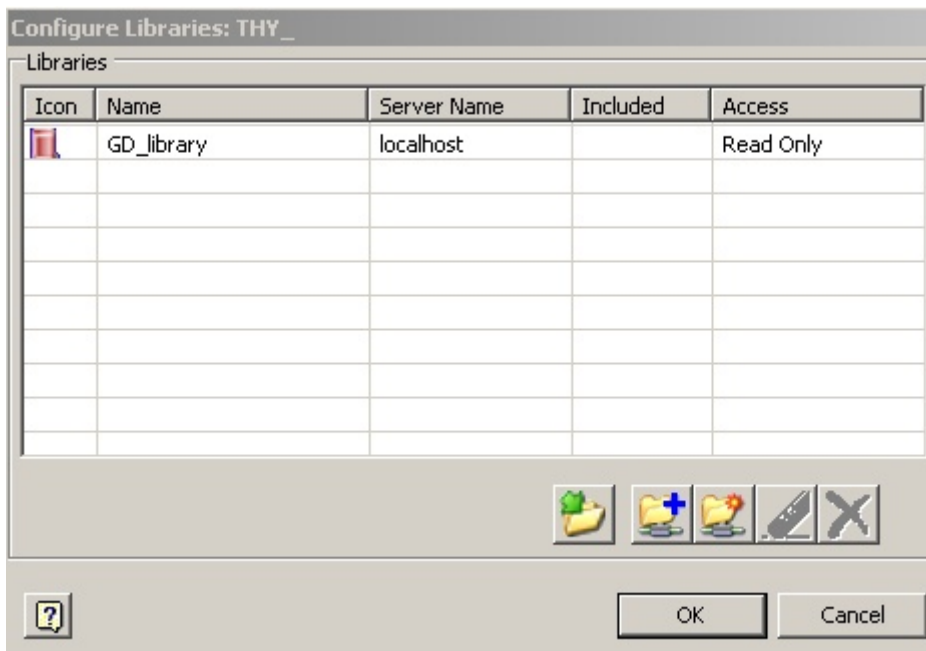 Configure Libraries: THY_
Libraries
Icon Name Server Name Included Access
GD_library localhost Read Only
?
OK Cancel